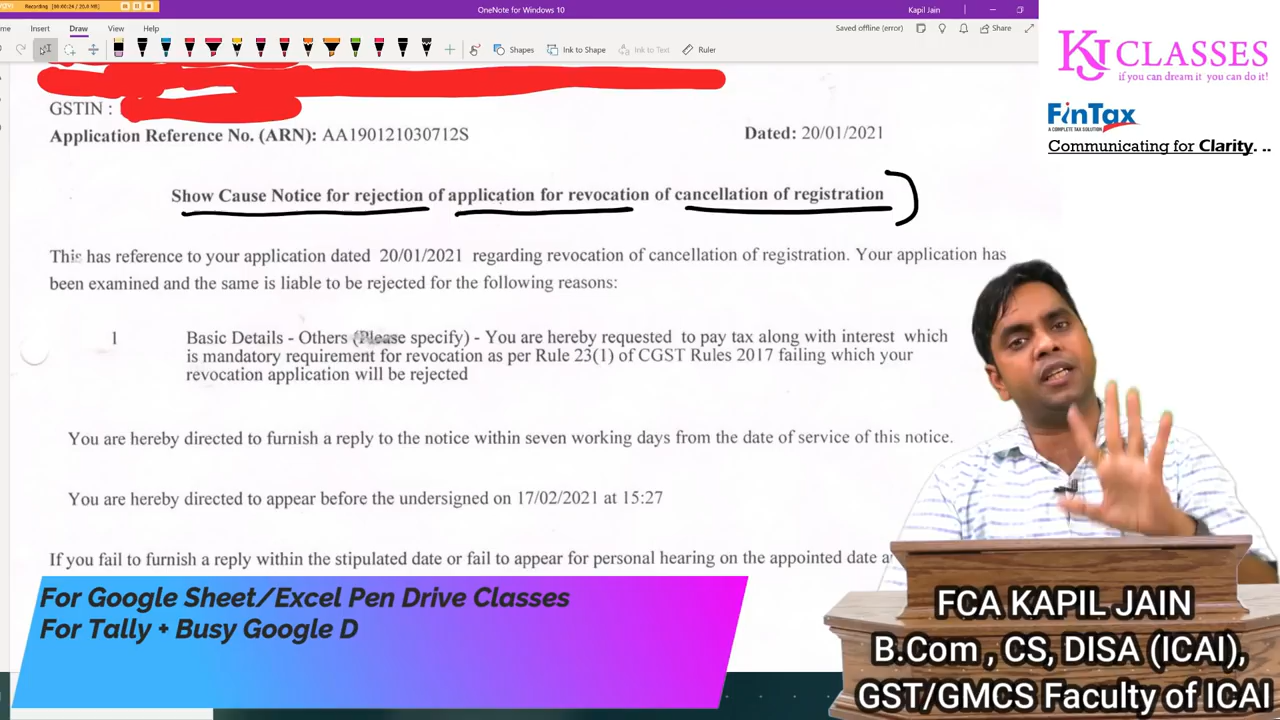 Recording [00:00:24 / 20.0 MB]
OneNote for Windows 10
Kapil Jain
Insert Draw View Help
Saved offline (error)
Share
Shapes Ink to Shape Ink to Text Ruler
GSTIN :
Application Reference No. (ARN): AA190121030712S Dated: 20/01/2021
Show Cause Notice for rejection of application for revocation of cancellation of registration
This has reference to your application dated 20/01/2021 regarding revocation of cancellation of registration. Your application has
been examined and the same is liable to be rejected for the following reasons:
1 Basic Details - Others (Please specify) - You are hereby requested to pay tax along with interest which
is mandatory requirement for revocation as per Rule 23(1) of CGST Rules 2017 failing which your
revocation application will be rejected
You are hereby directed to furnish a reply to the notice within seven working days from the date of service of this notice.
You are hereby directed to appear before the undersigned on 17/02/2021 at 15:27
If you fail to furnish a reply within the stipulated date or fail to appear for personal hearing on the appointed date a
For Google Sheet/Excel Pen Drive Classes
For Tally + Busy Google D
KJ CLASSES
if you can dream it you can do it!
FinTax
A COMPLETE TAX SOLUTION
Communicating for Clarity. ..
FCA KAPIL JAIN
B.Com , CS, DISA (ICAI),
GST/GMCS Faculty of ICAI